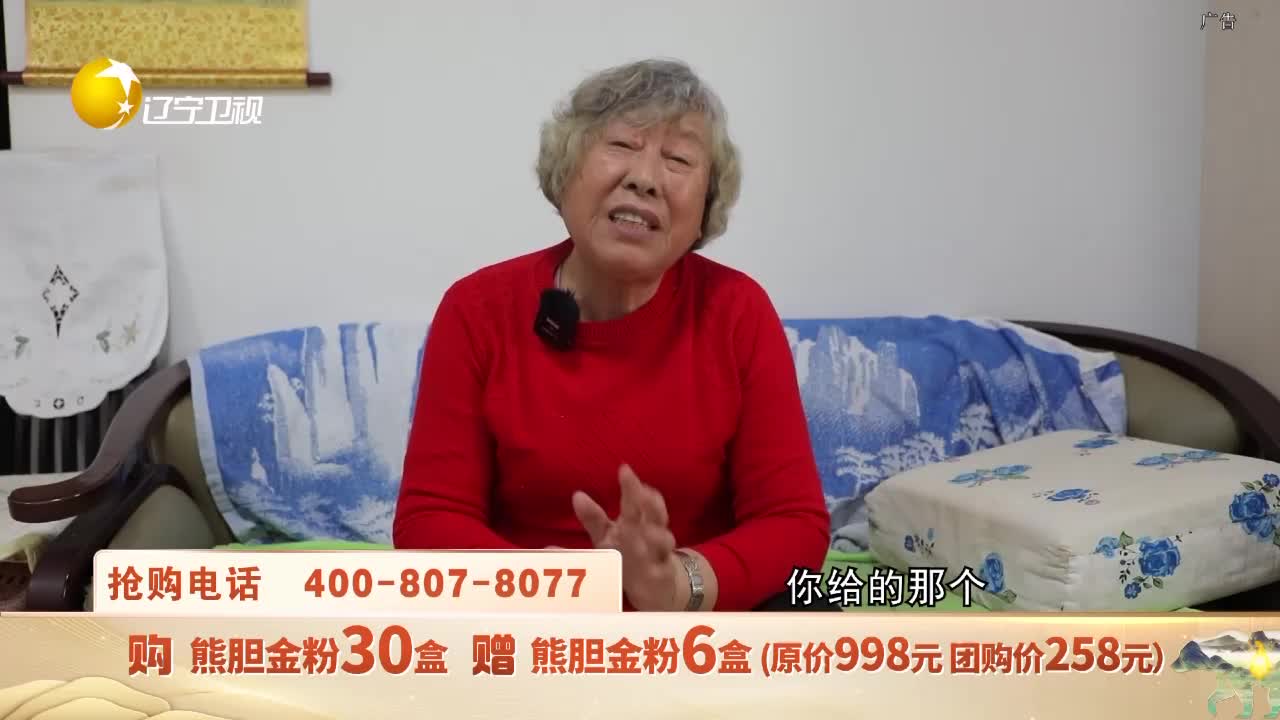 广告
辽宁卫视
你给的那个
抢购电话 400-807-8077
购 熊胆金粉30盒 赠 熊胆金粉6盒 (原价998元 团购价258元)